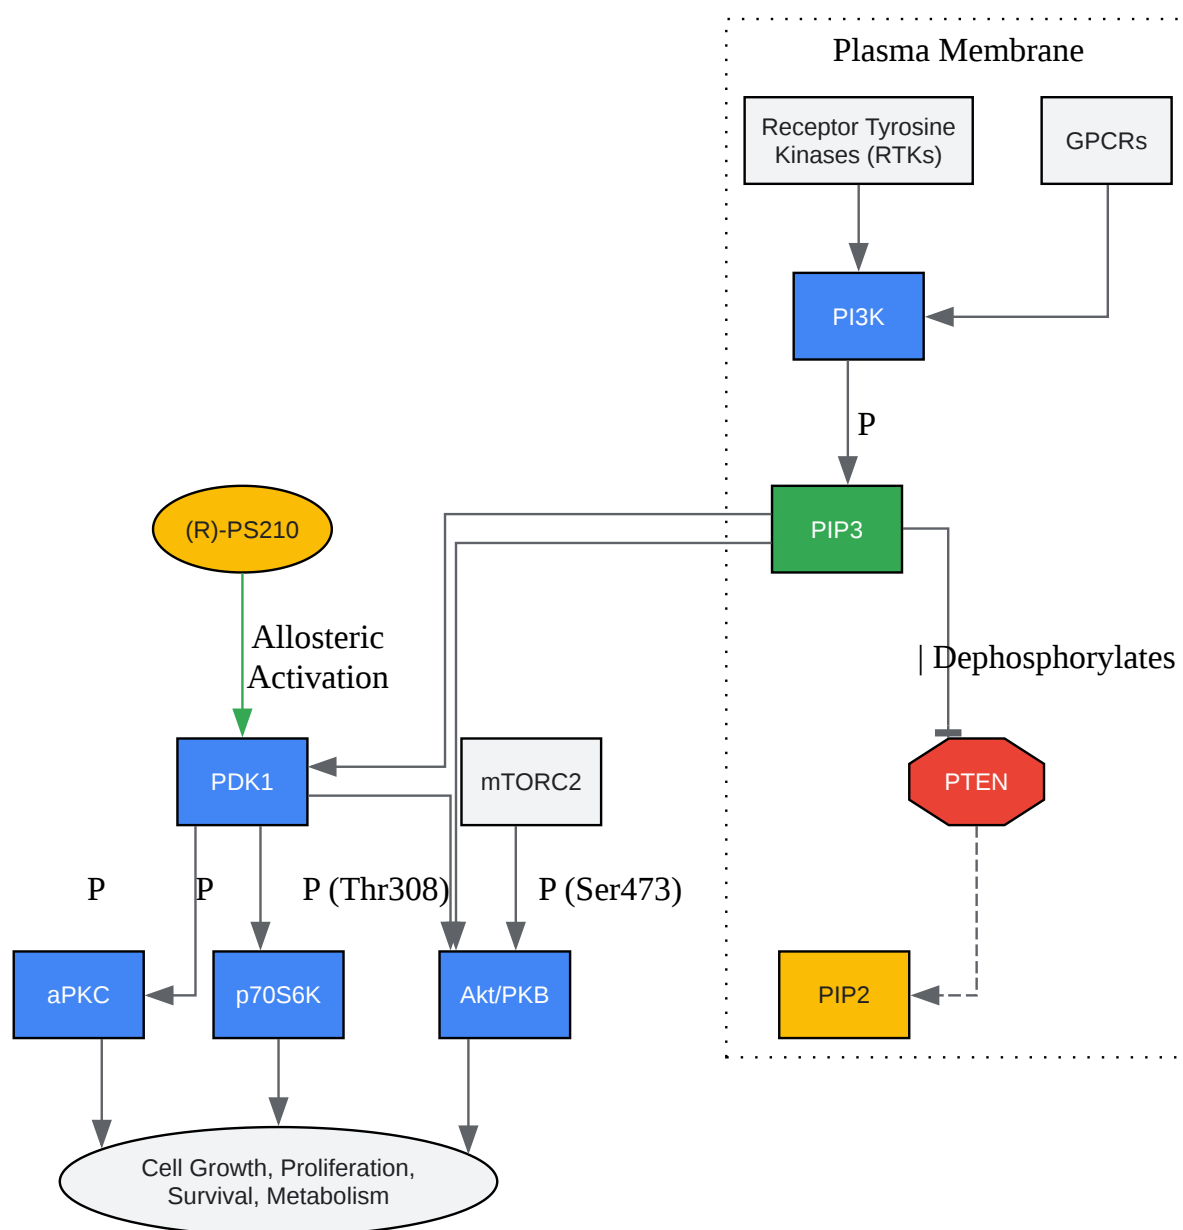 Plasma Membrane
Receptor Tyrosine
Kinases (RTKs)
GPCRs
PI3K
P
(R)-PS210
PIP3
Allosteric
Activation
| Dephosphorylates
PDK1
mTORC2
PTEN
P
P
P (Thr308)
P (Ser473)
aPKC
p70S6K
Akt/PKB
PIP2
Cell Growth, Proliferation,
Survival, Metabolism